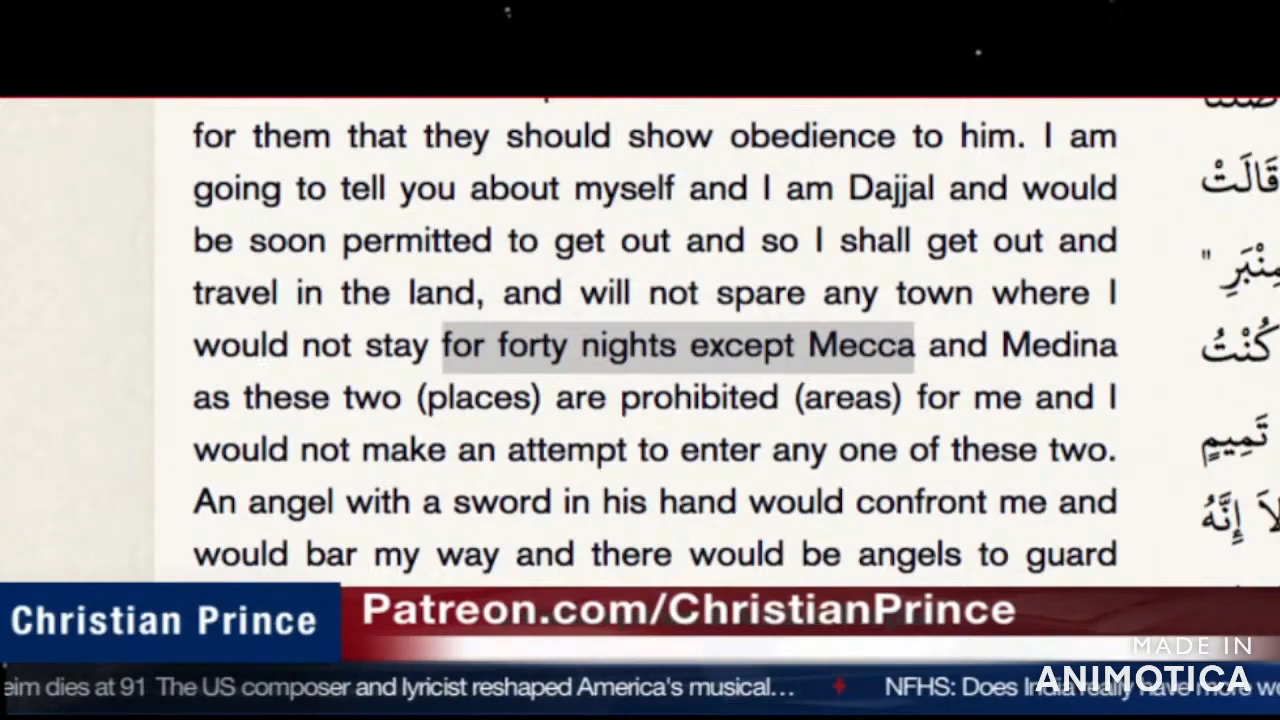 for them that they should show obedience to him. I am
going to tell you about myself and I am Dajjal and would
be soon permitted to get out and so I shall get out and
travel in the land, and will not spare any town where I
would not stay for forty nights except Mecca and Medina
as these two (places) are prohibited (areas) for me and I
would not make an attempt to enter any one of these two.
An angel with a sword in his hand would confront me and
would bar my way and there would be angels to guard
قَالَتْ
مِنْبَرِ "
كُنْتُ
تَمِيمٍ
إِنَّهُ
Christian Prince
Patreon.com/ChristianPrince
MADE IN
ANIMOTICA
eim dies at 91 The US composer and lyricist reshaped America's musical... NFHS: Does India really have more wo